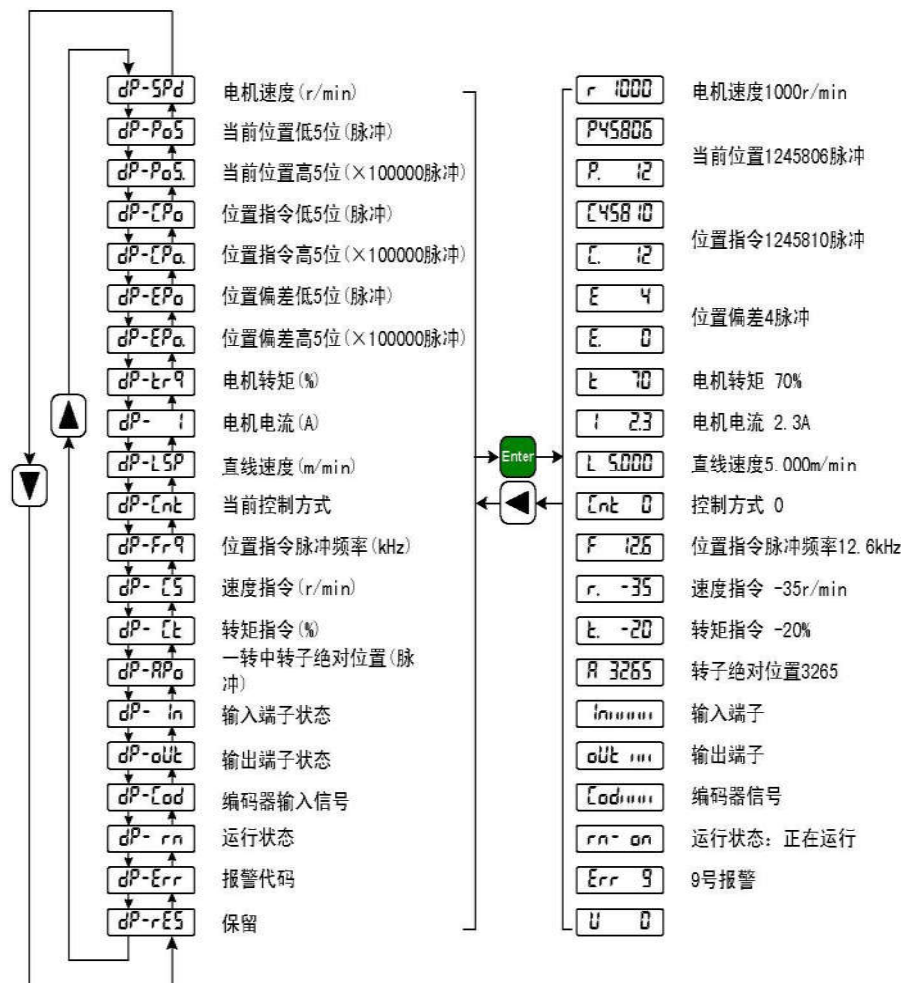 dP-SPd 电机速度(r/min) r 1000 电机速度1000r/min
dP-PoS 当前位置低5位(脉冲) P45806
当前位置1245806脉冲
dP-PoS. 当前位置高5位(×100000脉冲) P. 12
dP-CPo 位置指令低5位(脉冲) C45810
位置指令1245810脉冲
dP-CPo. 位置指令高5位(×100000脉冲) C. 12
dP-EPo 位置偏差低5位(脉冲) E 4
位置偏差4脉冲
dP-EPo. 位置偏差高5位(×100000脉冲) E. 0
dP-trq 电机转矩(%) t 70 电机转矩 70%
dP- I 电机电流(A) I 2.3 电机电流 2.3A
dP-LSP 直线速度(m/min) Enter L 5.000 直线速度5.000m/min
dP-Cnt 当前控制方式 Cnt 0 控制方式 0
dP-Frq 位置指令脉冲频率(kHz) F 12.6 位置指令脉冲频率12.6kHz
dP- CS 速度指令(r/min) r. -35 速度指令 -35r/min
dP- Ct 转矩指令(%) t. -20 转矩指令 -20%
dP-APo 一转中转子绝对位置(脉
冲) A 3265 转子绝对位置3265
dP- In 输入端子状态 In 输入端子
dP-oUt 输出端子状态 oUt 输出端子
dP-Cod 编码器输入信号 Cod 编码器信号
dP- rn 运行状态 rn- on 运行状态: 正在运行
dP-Err 报警代码 Err 9 9号报警
dP-rES 保留 U 0